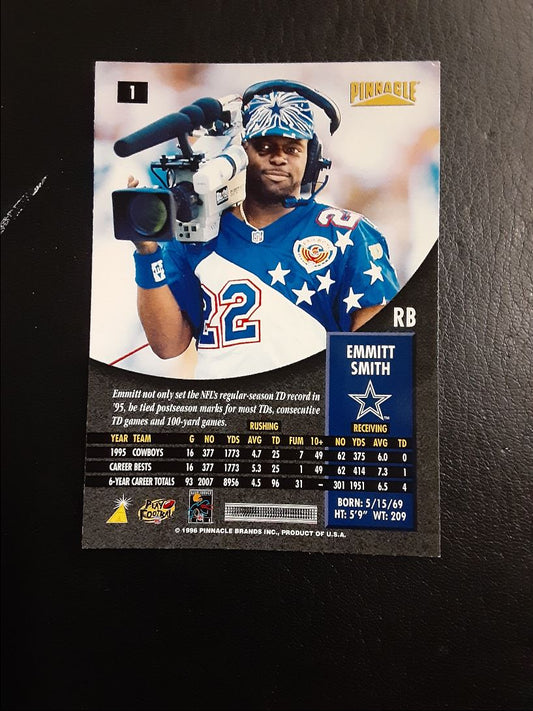 1
PINNACLE
22
22
RB
EMMITT
SMITH
Emmitt not only set the NFL's regular-season TD record in
'95, he tied postseason marks for most TDs, consecutive
TD games and 100-yard games.
RUSHING RECEIVING
YEAR TEAM G NO YDS AVG TD FUM 10+ NO YDS AVG TD
1995 COWBOYS 16 377 1773 4.7 25 7 49 62 375 6.0 0
CAREER BESTS 16 377 1773 5.3 25 1 49 62 414 7.3 1
6-YEAR CAREER TOTALS 93 2007 8956 4.5 96 31 – 301 1951 6.5 4
BORN: 5/15/69
HT: 5'9" WT: 209
PLAY
FOOTBALL
© 1996 PINNACLE BRANDS INC., PRODUCT OF U.S.A.